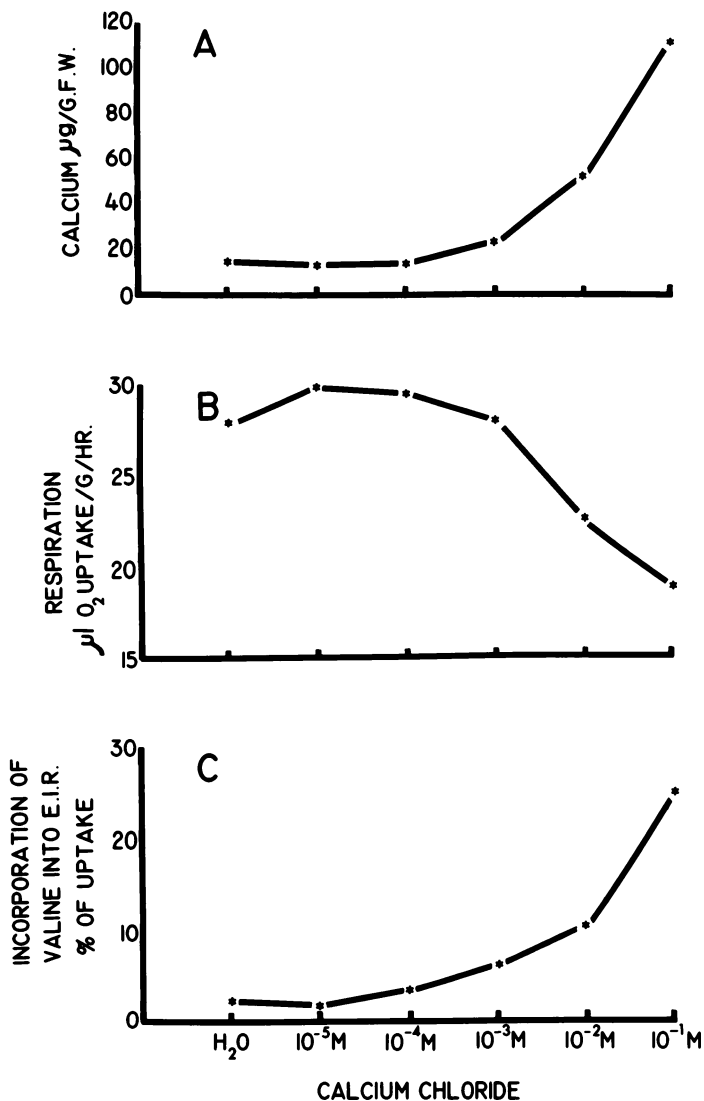 A
CALCIUM µg/G.F.W.
120
100
80
60
40
20
0
B
RESPIRATION
µl O₂ UPTAKE/G/HR.
30
25
20
15
C
INCORPORATION OF
VALINE INTO E.I.R.
% OF UPTAKE
30
20
10
0
H₂O 10⁻⁵M 10⁻⁴M 10⁻³M 10⁻²M 10⁻¹M
CALCIUM CHLORIDE